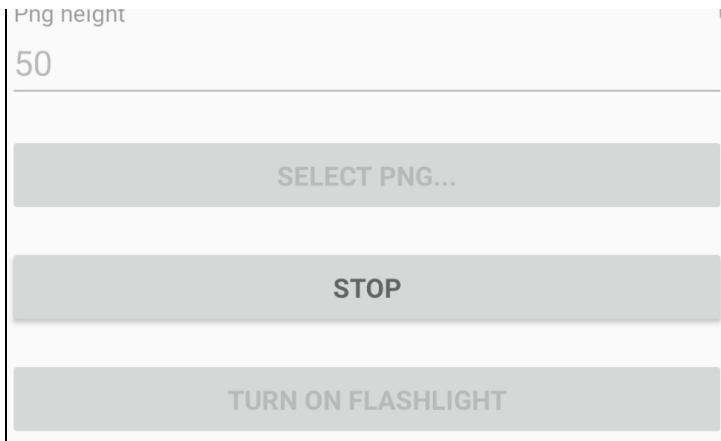 Png height
50
SELECT PNG...
STOP
TURN ON FLASHLIGHT